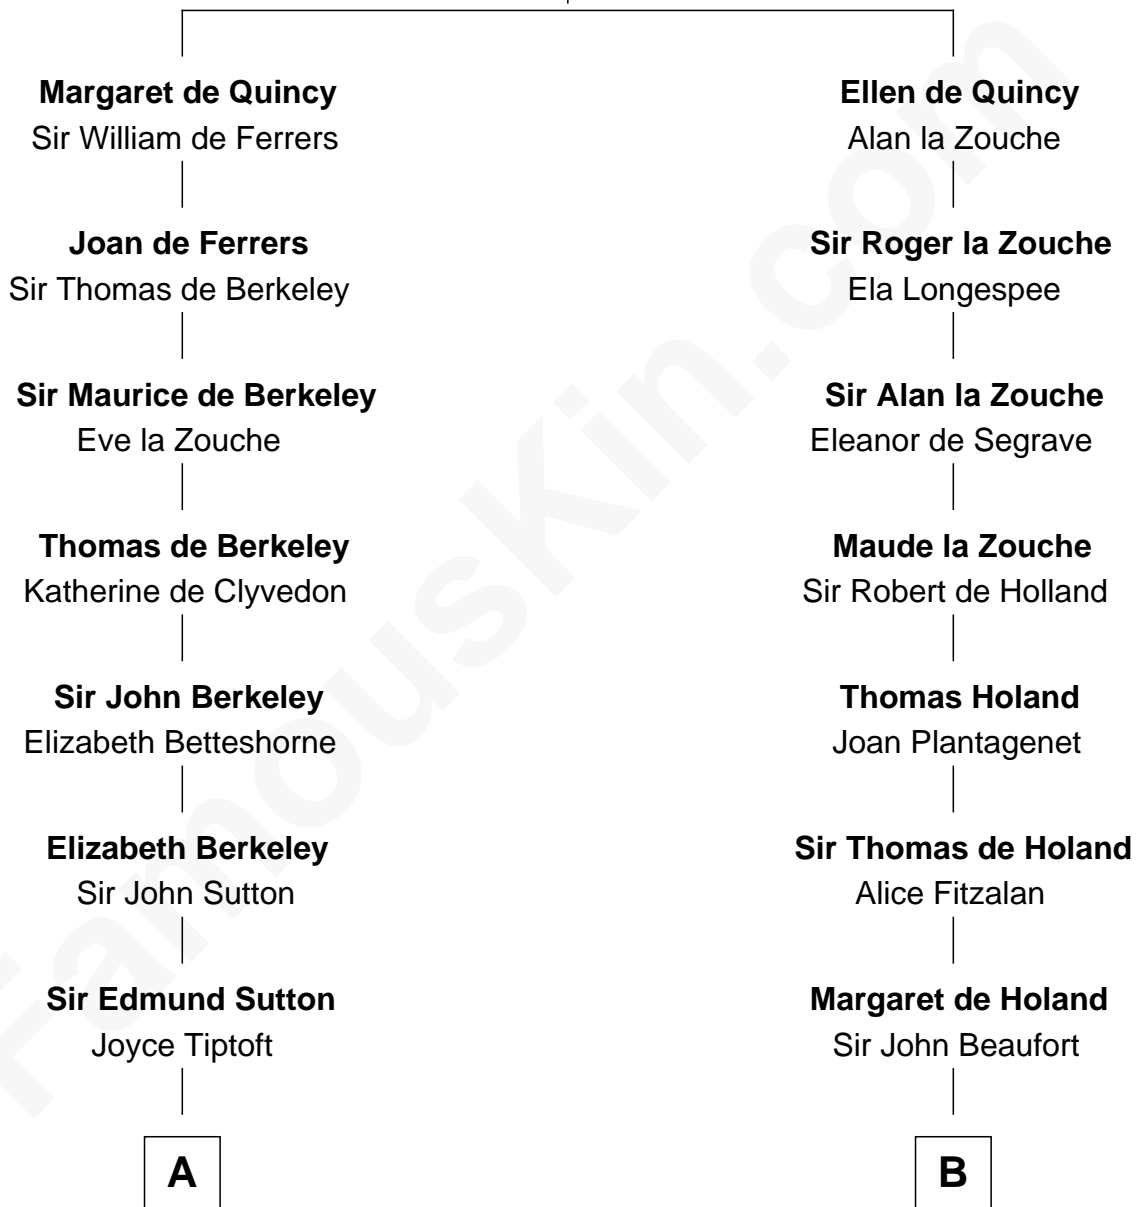 Margaret de Quincy
Sir William de Ferrers
Ellen de Quincy
Alan la Zouche
Joan de Ferrers
Sir Thomas de Berkeley
Sir Roger la Zouche
Ela Longespee
Sir Maurice de Berkeley
Eve la Zouche
Sir Alan la Zouche
Eleanor de Segrave
Thomas de Berkeley
Katherine de Clyvedon
Maude la Zouche
Sir Robert de Holland
Sir John Berkeley
Elizabeth Betteshorne
Thomas Holand
Joan Plantagenet
Elizabeth Berkeley
Sir John Sutton
Sir Thomas de Holand
Alice Fitzalan
Sir Edmund Sutton
Joyce Tiptoft
Margaret de Holand
Sir John Beaufort
A
B
FamousKin.com